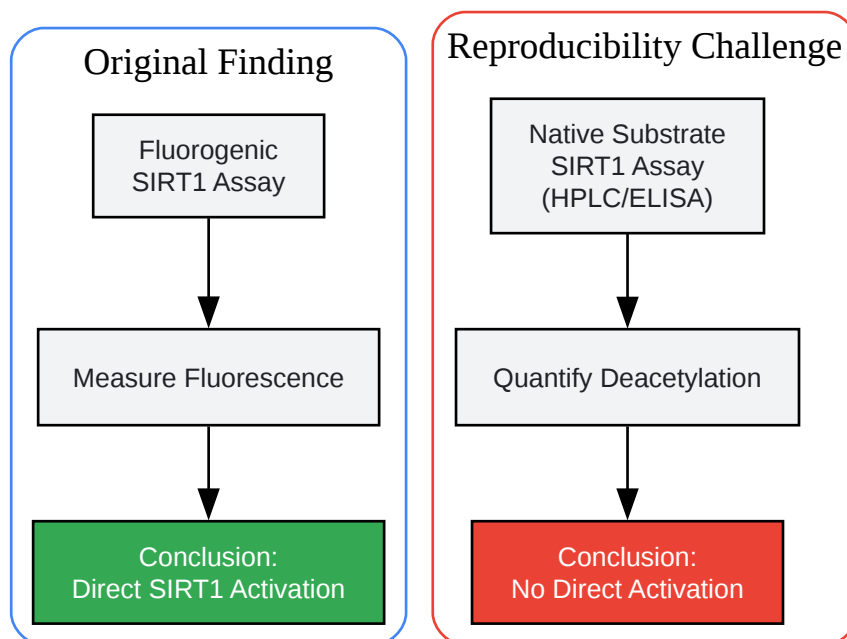 Original Finding
Fluorogenic
SIRT1 Assay
Measure Fluorescence
Conclusion:
Direct SIRT1 Activation
Reproducibility Challenge
Native Substrate
SIRT1 Assay
(HPLC/ELISA)
Quantify Deacetylation
Conclusion:
No Direct Activation